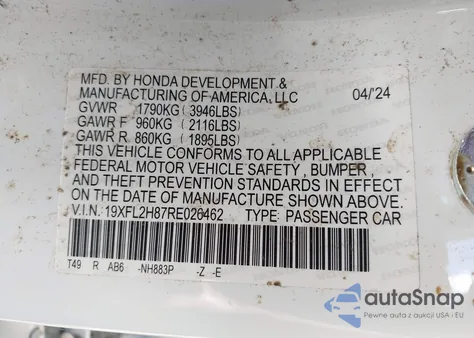 MFD. BY HONDA DEVELOPMENT &
MANUFACTURING OF AMERICA, LLC 04/24
GVWR 1790KG (3946LBS)
GAWR F 960KG (2116LBS)
GAWR R 860KG (1895LBS)
THIS VEHICLE CONFORMS TO ALL APPLICABLE
FEDERAL MOTOR VEHICLE SAFETY, BUMPER,
AND THEFT PREVENTION STANDARDS IN EFFECT
ON THE DATE OF MANUFACTURE SHOWN ABOVE.
V.I.N. 19XFL2H87RE026462 TYPE: PASSENGER CAR
T49 R AB6 -NH883P -Z -E
autoSnap
Pewne auta z aukcji USA i EU